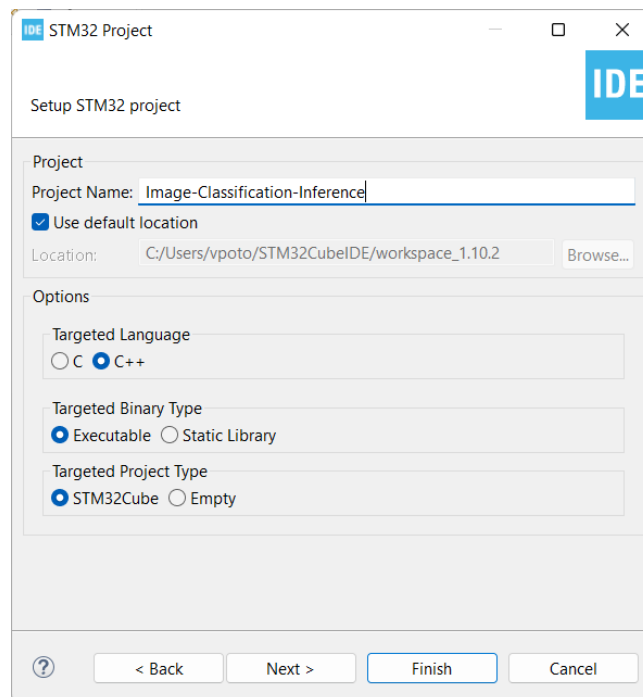 IDE STM32 Project
IDE
Setup STM32 project
Project
Project Name: Image-Classification-Inference
Use default location
Location: C:/Users/vpoto/STM32CubeIDE/workspace_1.10.2 Browse...
Options
Targeted Language
C C++
Targeted Binary Type
Executable Static Library
Targeted Project Type
STM32Cube Empty
? < Back Next > Finish Cancel